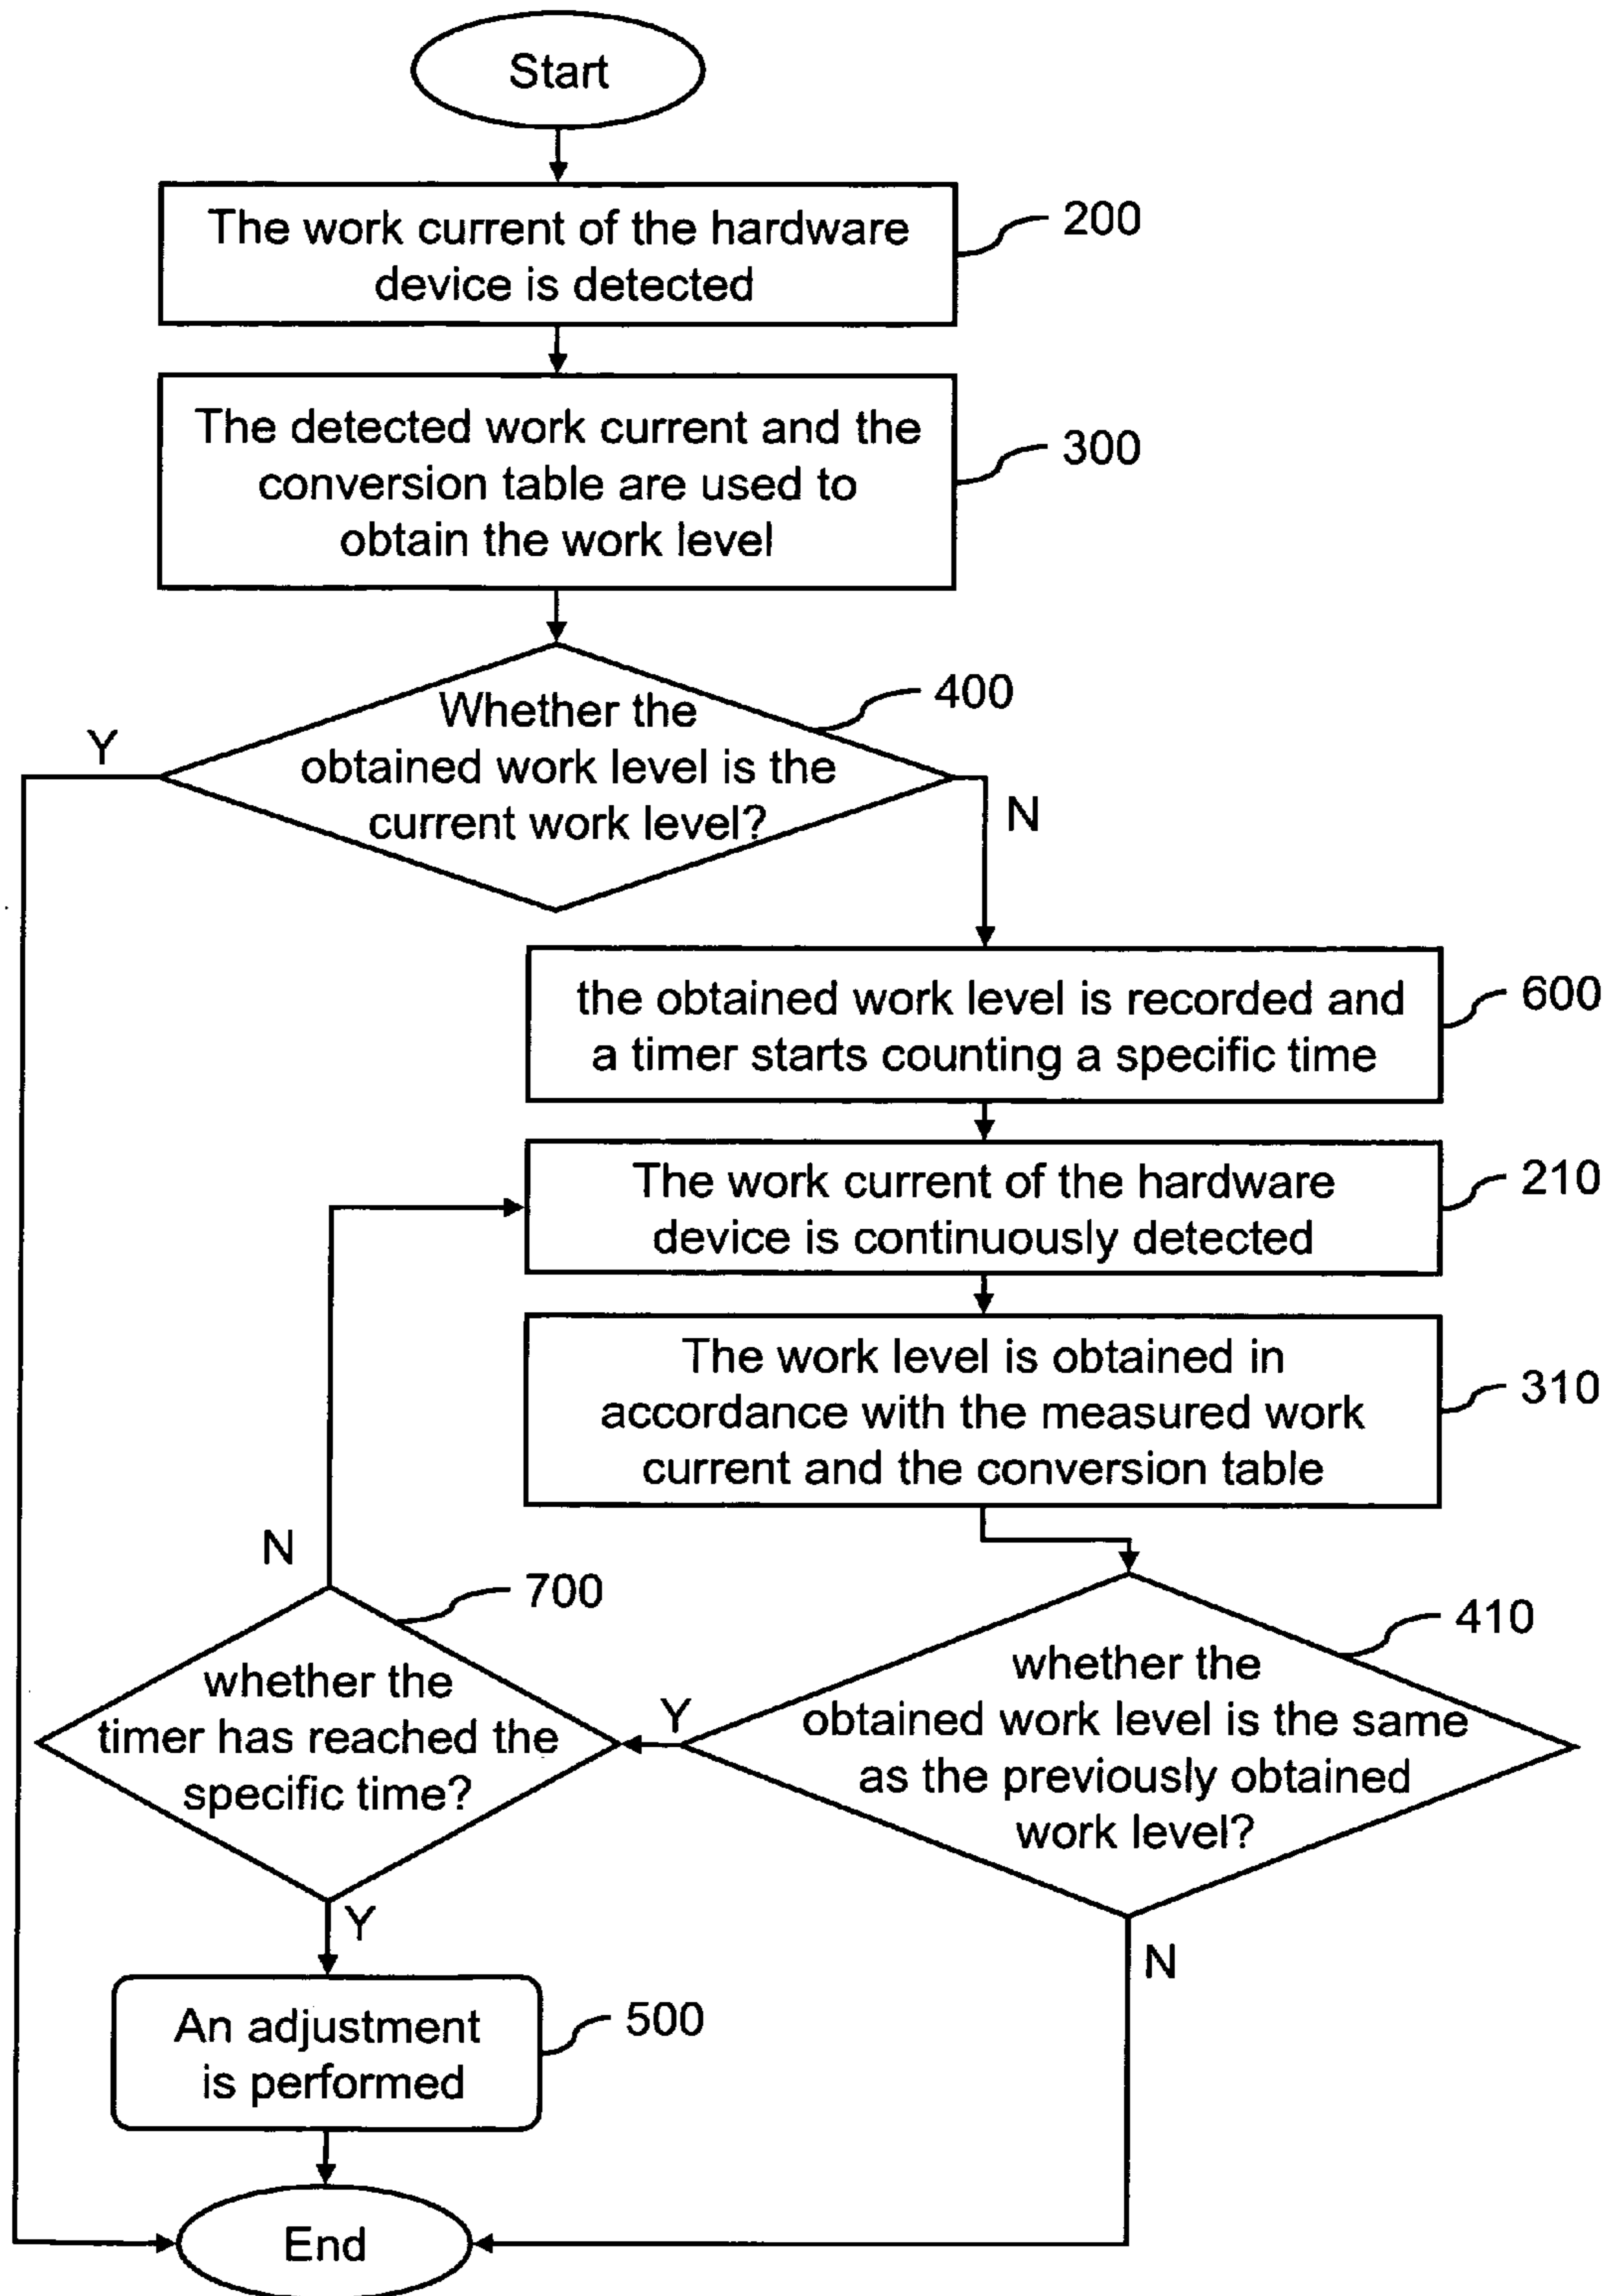 Start
The work current of the hardware
device is detected
200
The detected work current and the
conversion table are used to
obtain the work level
300
Whether the
obtained work level is the
current work level?
400
Y
N
the obtained work level is recorded and
a timer starts counting a specific time
600
The work current of the hardware
device is continuously detected
210
The work level is obtained in
accordance with the measured work
current and the conversion table
310
whether the
obtained work level is the same
as the previously obtained
work level?
410
Y
N
whether the
timer has reached the
specific time?
700
N
Y
An adjustment
is performed
500
End